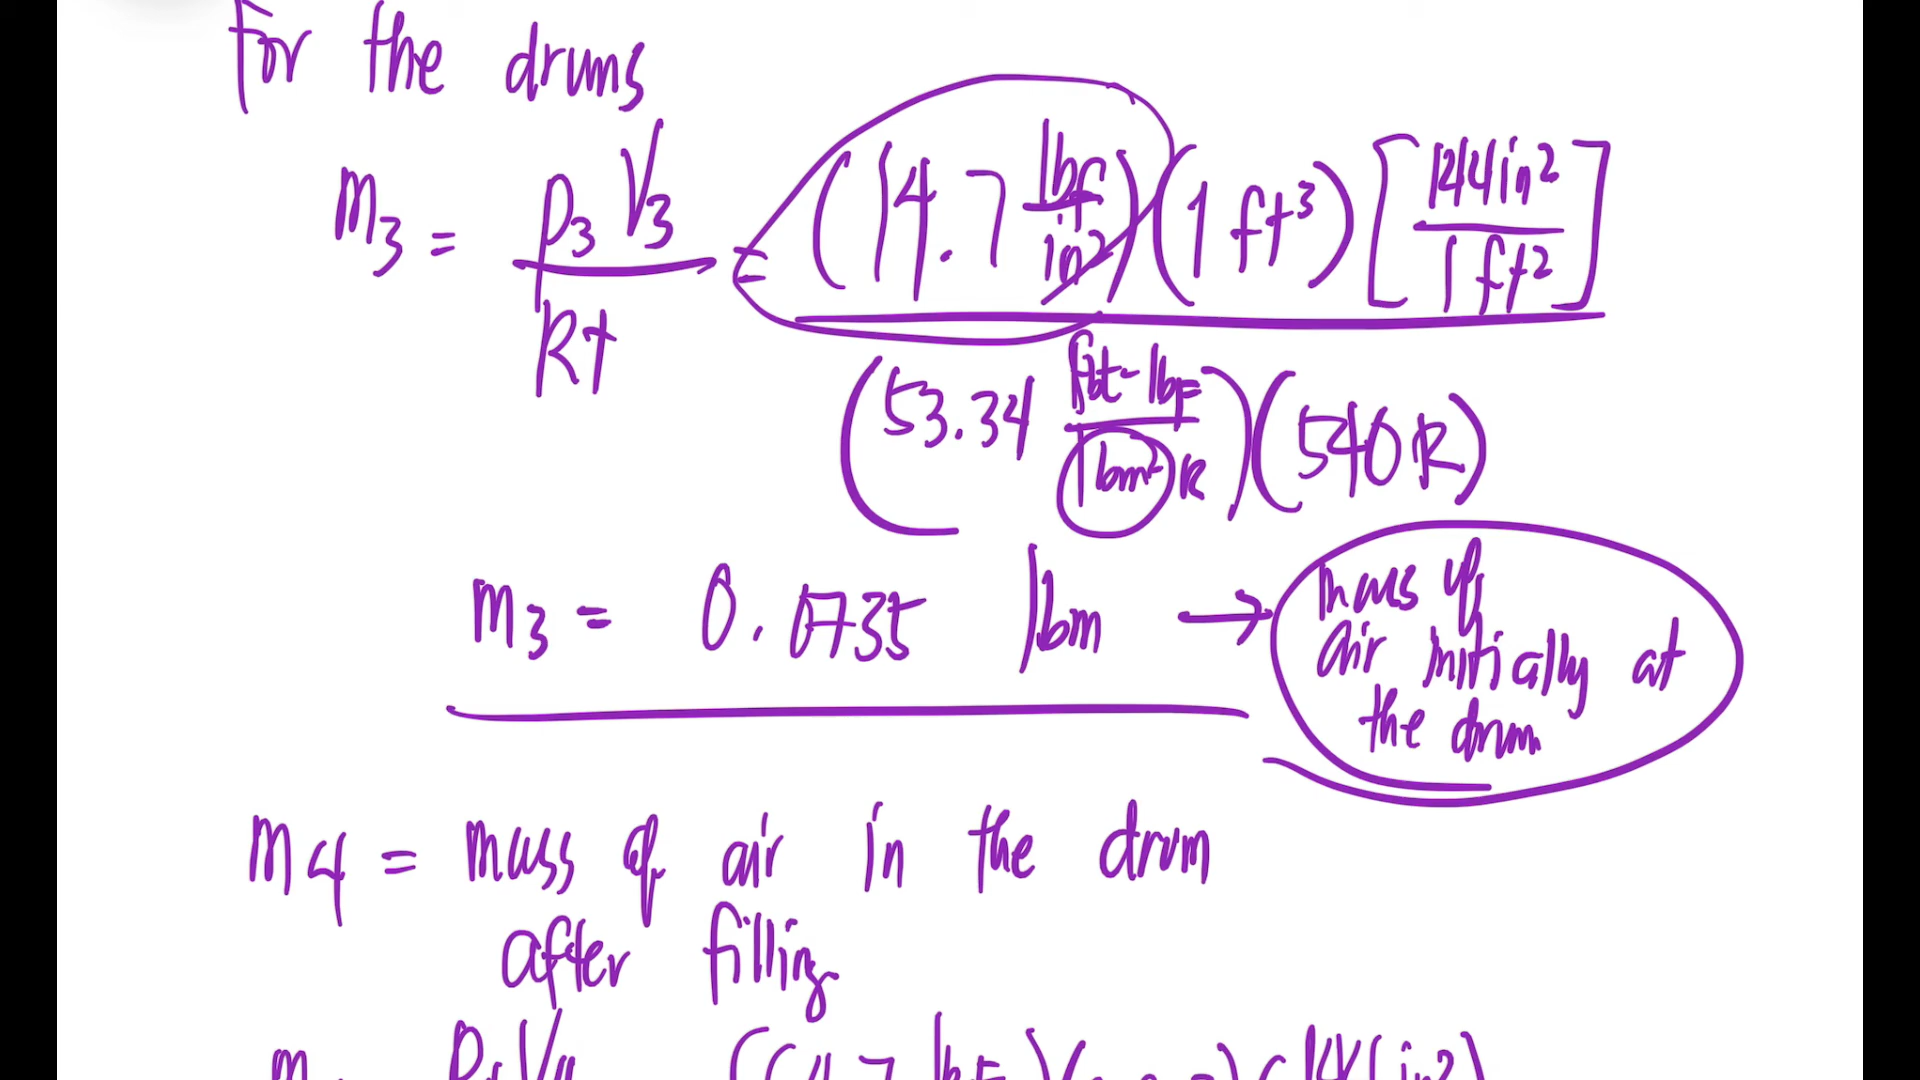 For the drums
m3 = p3 V3 / RT = (14.7 lbf/in²) (1 ft³) [144 in² / 1 ft²] / (53.34 ft-lbf / lbm² R) (540 R)
m3 = 0.0735 lbm → mass of
air initially at
the drum
m4 = mass of air in the drum
after filling